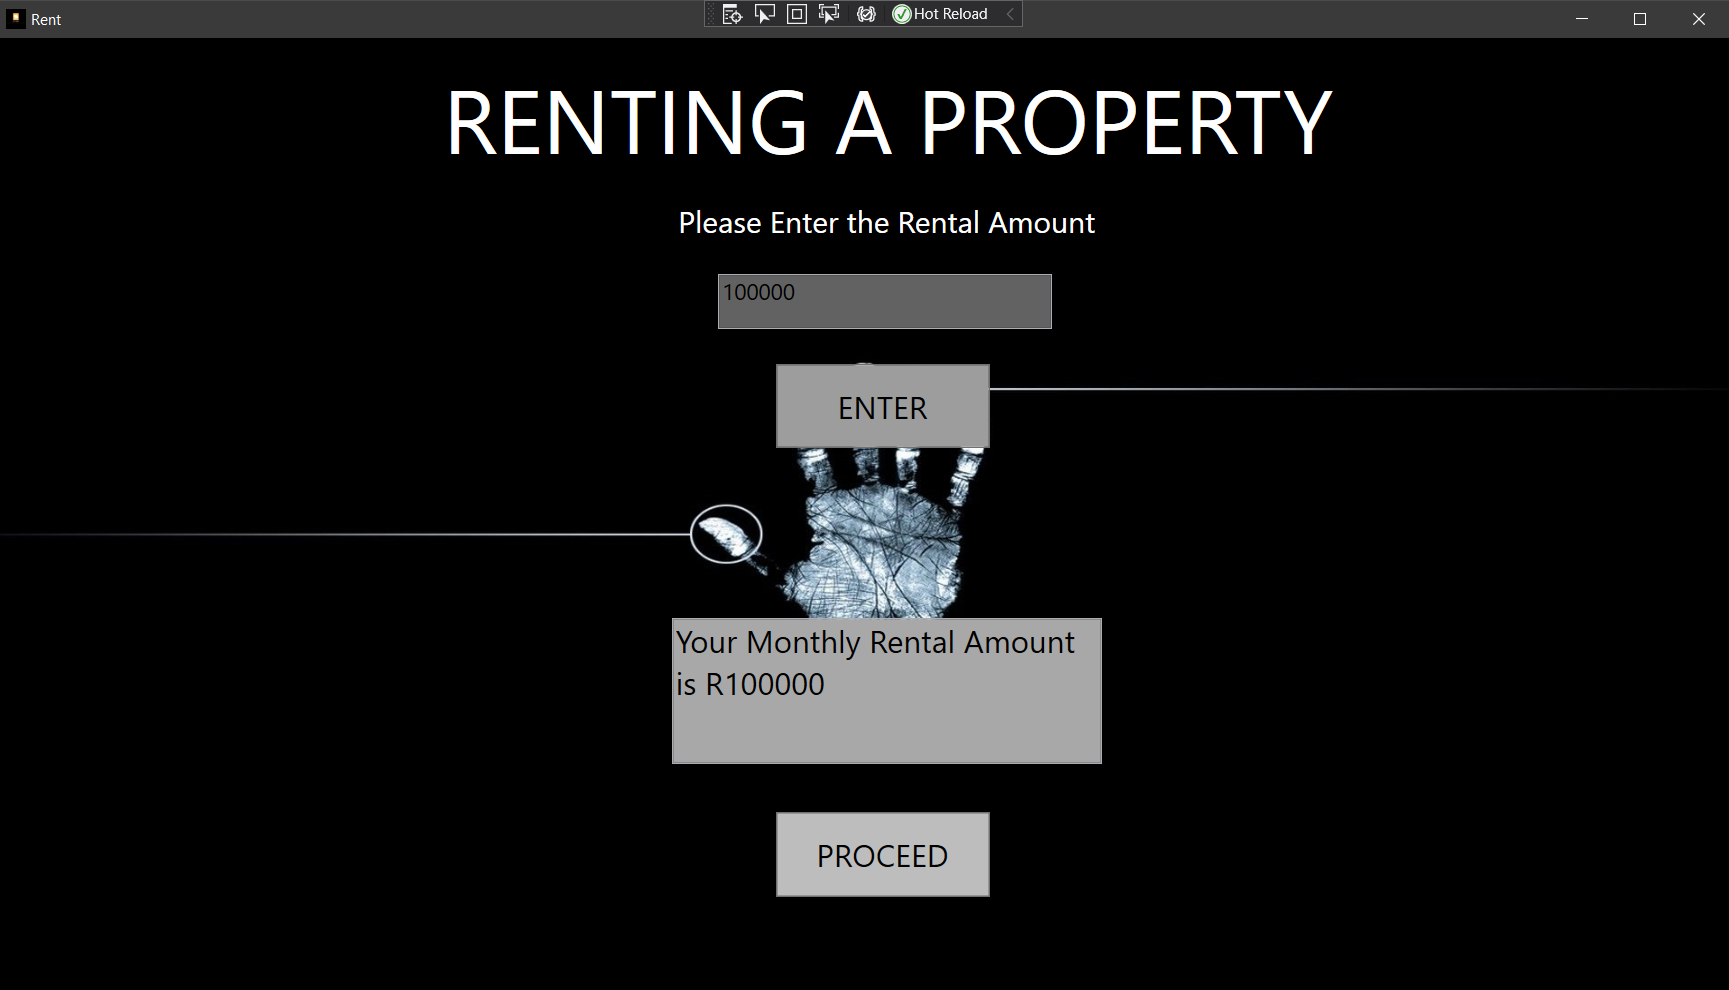 Rent
Hot Reload
RENTING A PROPERTY
Please Enter the Rental Amount
100000
ENTER
Your Monthly Rental Amount
is R100000
PROCEED